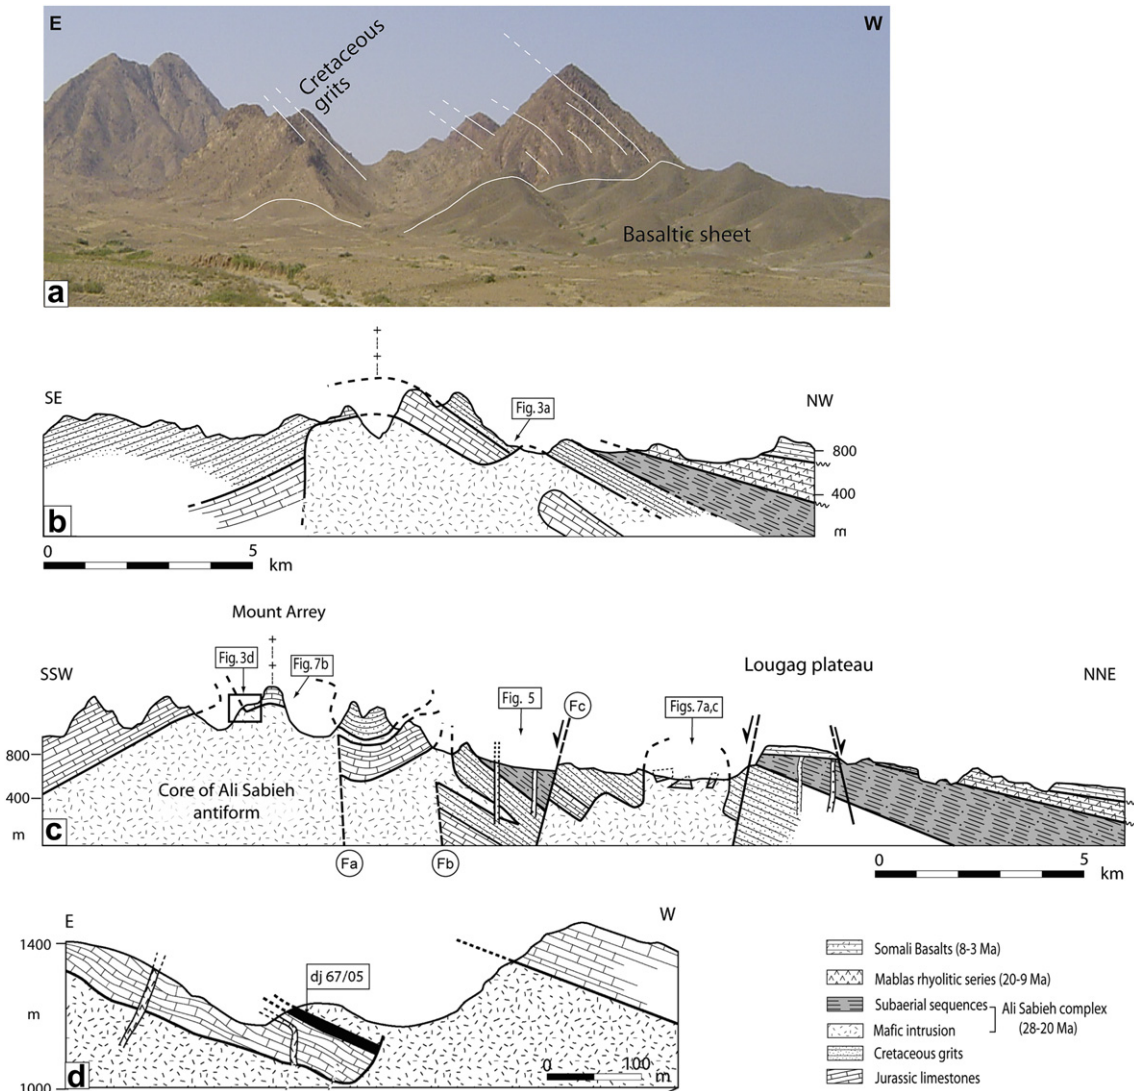 E
W
Cretaceous
grits
Basaltic sheet
a
SE
NW
Fig. 3a
800
400
m
b
0
5
km
Mount Arrey
SSW
Fig. 3d
Fig. 7b
Lougag plateau
NNE
Fig. 5
Fc
Figs. 7a,c
800
400
m
Core of Ali Sabieh
antiform
c
Fa
Fb
0
5
km
E
W
1400
dj 67/05
m
1000
d
0
100
m
Somali Basalts (8-3 Ma)
Mablas rhyolitic series (20-9 Ma)
Subaerial sequences
Ali Sabieh complex
Mafic intrusion
(28-20 Ma)
Cretaceous grits
Jurassic limestones